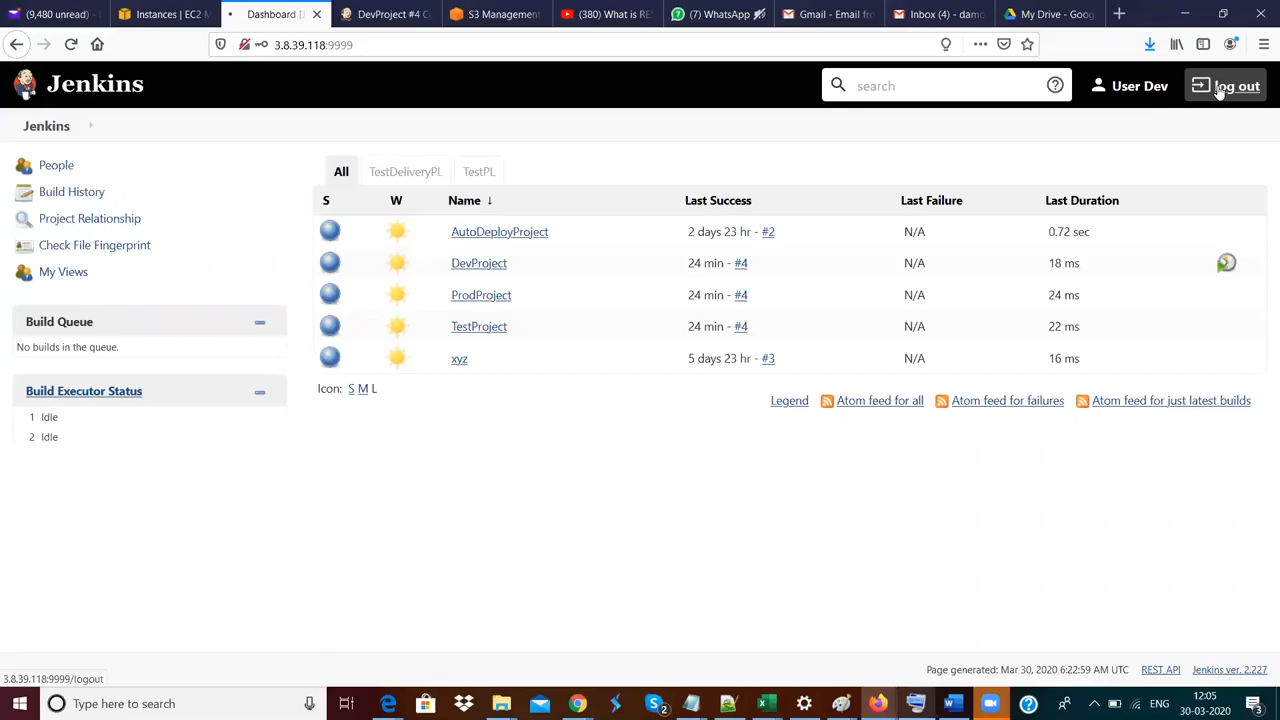 (9,480 unread)
Instances | EC2 M
Dashboard [
DevProject #4 Co
S3 Management
(380) What is RE
WhatsApp
Gmail - Email fro
Inbox (4) - damo
My Drive - Goog
3.8.39.118:9999
Jenkins
search
User Dev
log out
Jenkins
People
Build History
Project Relationship
Check File Fingerprint
My Views
Build Queue
No builds in the queue.
Build Executor Status
1 Idle
2 Idle
All TestDeliveryPL TestPL
S W Name ↓ Last Success Last Failure Last Duration
AutoDeployProject 2 days 23 hr - #2 N/A 0.72 sec
DevProject 24 min - #4 N/A 18 ms
ProdProject 24 min - #4 N/A 24 ms
TestProject 24 min - #4 N/A 22 ms
xyz 5 days 23 hr - #3 N/A 16 ms
Icon: S M L
Legend Atom feed for all Atom feed for failures Atom feed for just latest builds
Page generated: Mar 30, 2020 6:22:59 AM UTC REST API Jenkins ver. 2.227
3.8.39.118:9999/logout
Type here to search
2
ENG
12:05
30-03-2020
3